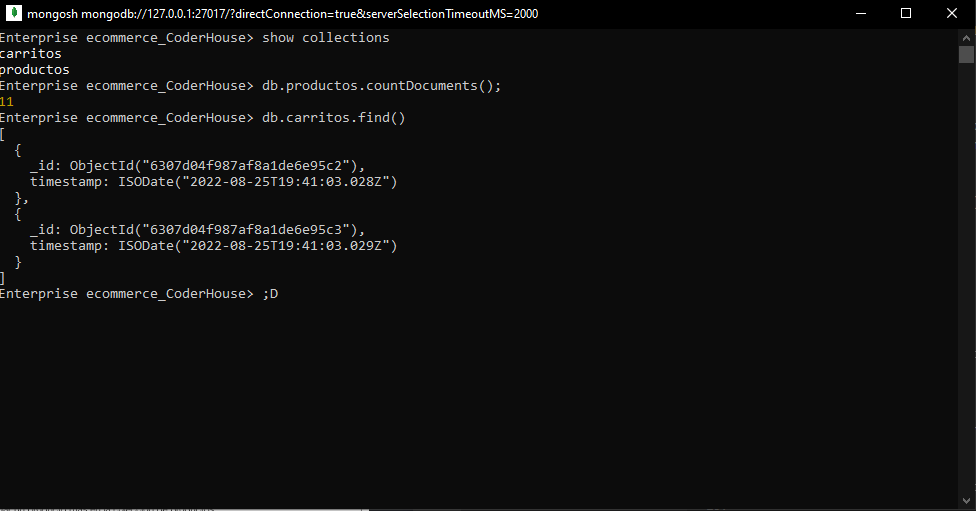 mongosh mongodb://127.0.0.1:27017/?directConnection=true&serverSelectionTimeoutMS=2000
Enterprise ecommerce_CoderHouse> show collections
carritos
productos
Enterprise ecommerce_CoderHouse> db.productos.countDocuments();
11
Enterprise ecommerce_CoderHouse> db.carritos.find()
[
  {
    _id: ObjectId("6307d04f987af8a1de6e95c2"),
    timestamp: ISODate("2022-08-25T19:41:03.028Z")
  },
  {
    _id: ObjectId("6307d04f987af8a1de6e95c3"),
    timestamp: ISODate("2022-08-25T19:41:03.029Z")
  }
]
Enterprise ecommerce_CoderHouse> ;D